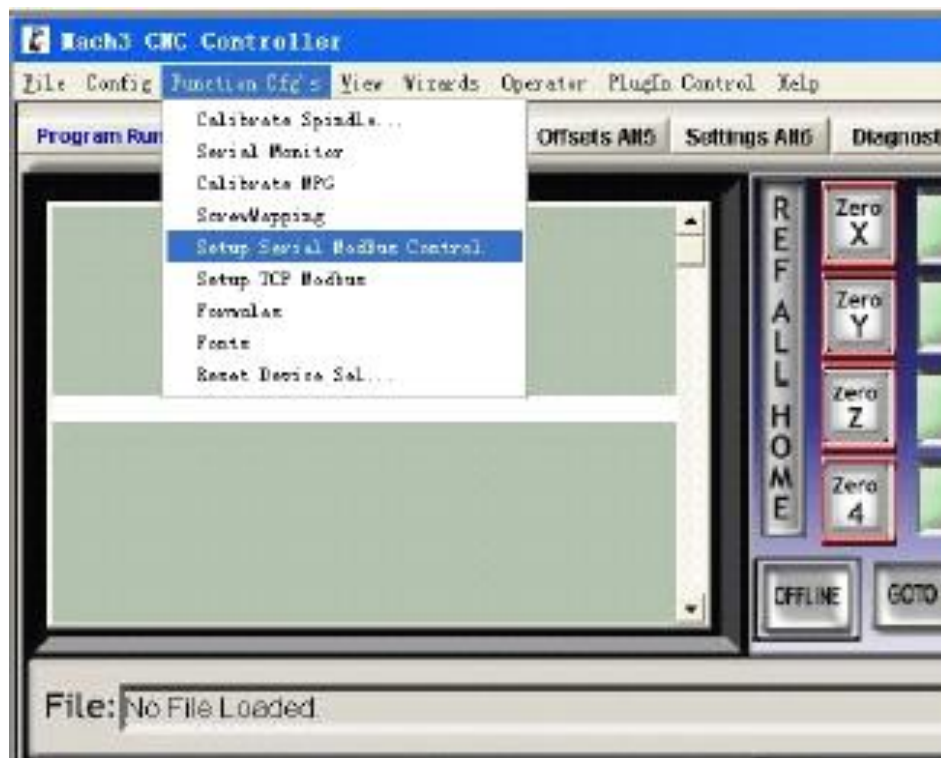 Mach3 CNC Controller
File Config Function Cfg's View Wizards Operator PlugIn Control Help
Program Run Offsets Alt5 Settings Alt6 Diagnost
Calibrate Spindle...
Serial Monitor
Calibrate MPG
ScrewMapping
Setup Serial ModBus Control.
Setup TCP Modbus
Formulas
Fonts
Reset Device Sel...
REF ALL HOME
Zero X
Zero Y
Zero Z
Zero 4
OFFLINE GOTO
File: No File Loaded.